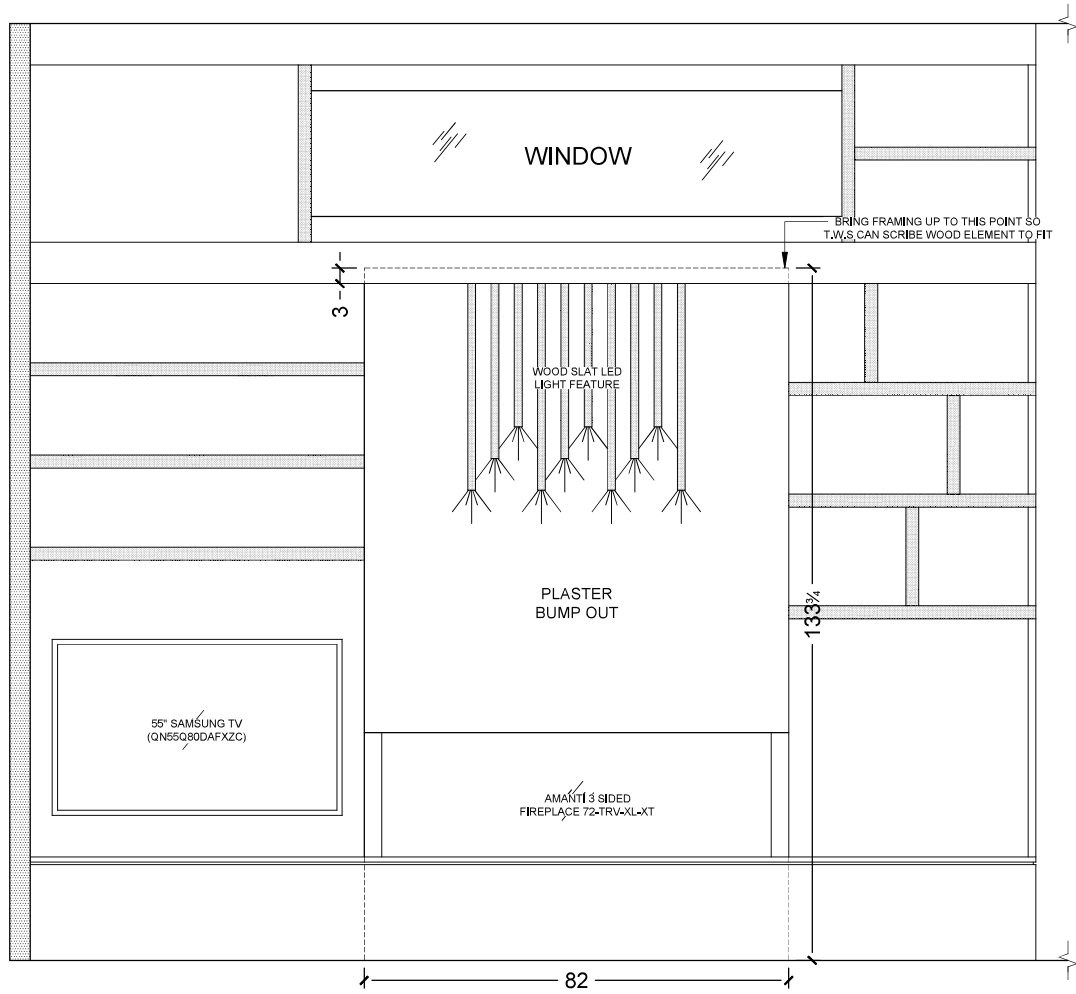 WINDOW
BRING FRAMING UP TO THIS POINT SO
T.W.S CAN SCRIBE WOOD ELEMENT TO FIT
3
WOOD SLAT LED
LIGHT FEATURE
PLASTER
BUMP OUT
133¾
55" SAMSUNG TV
(QN55Q80DAFXZC)
AMANTI 3 SIDED
FIREPLACE 72-TRV-XL-XT
82